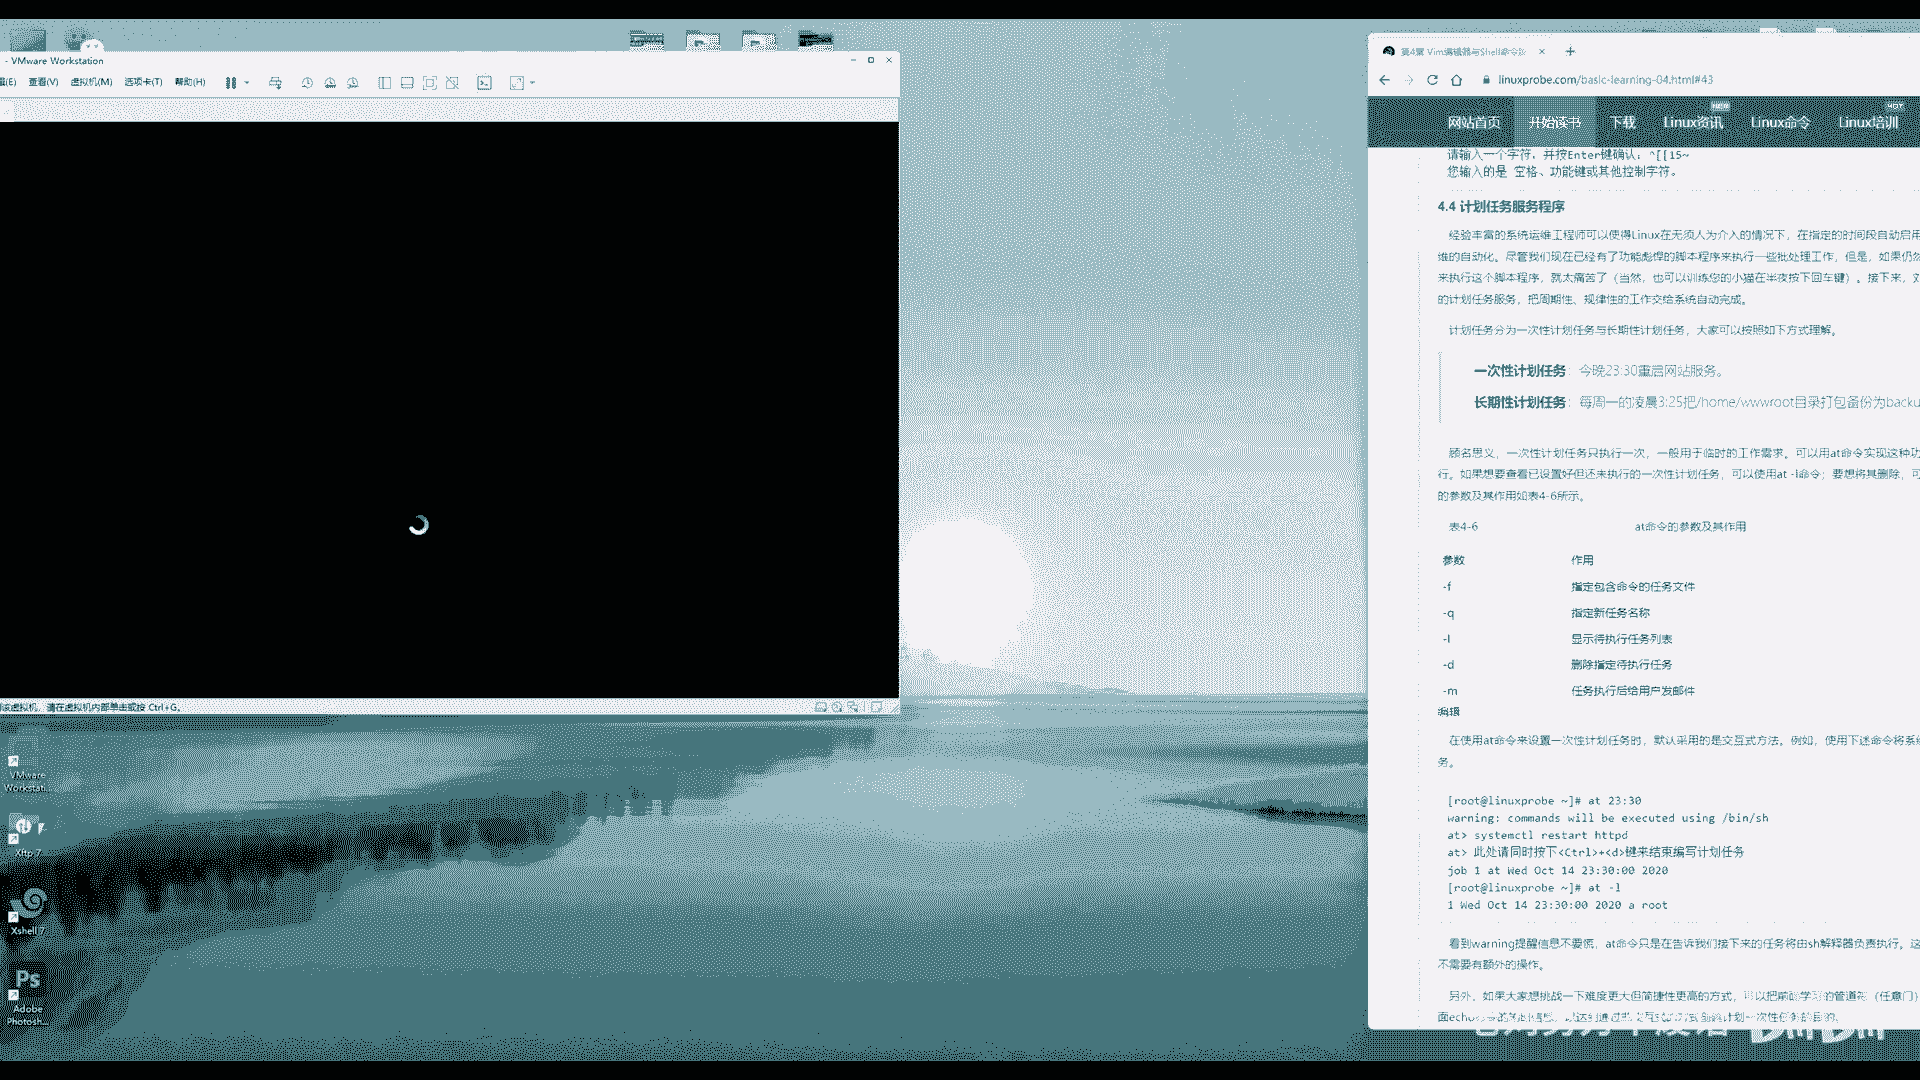 - VMware Workstation
查看(V) 虚拟机(M) 选项卡(T) 帮助(H)
请在虚拟机内部单击或按 Ctrl+G。
VMware
Workstati...
Xftp 7
Xshell 7
Ps
Adobe
Photosh...
第4章 Vim编辑器与Shell命令
linuxprobe.com/basic-learning-04.html#43
网站首页 开始读书 下载 Linux资讯 Linux命令 Linux培训
NEW
HOT
请输入一个字符，并按Enter键确认：^[[15~
您输入的是 空格、功能键或其他控制字符。
4.4 计划任务服务程序
经验丰富的系统运维工程师可以使得Linux在无须人为介入的情况下，在指定的时间段自动启用
维的自动化。尽管我们现在已经有了功能彪悍的脚本程序来执行一些批处理工作，但是，如果仍然
来执行这个脚本程序，就太痛苦了（当然，也可以训练您的小猫在半夜按下回车键）。接下来，
的计划任务服务，把周期性、规律性的工作交给系统自动完成。
计划任务分为一次性计划任务与长期性计划任务，大家可以按照如下方式理解。
一次性计划任务：今晚23:30重启网站服务。
长期性计划任务：每周一的凌晨3:25把/home/wwwroot目录打包备份为backu
顾名思义，一次性计划任务只执行一次，一般用于临时的工作需求。可以用at命令实现这种功
行。如果想要查看已设置好但还未执行的一次性计划任务，可以使用at -l命令；要想将其删除，可
的参数及其作用如表4-6所示。
表4-6 at命令的参数及其作用
参数 作用
-f 指定包含命令的任务文件
-q 指定新任务名称
-l 显示待执行任务列表
-d 删除指定待执行任务
-m 任务执行后给用户发邮件
编辑
在使用at命令来设置一次性计划任务时，默认采用的是交互式方法。例如，使用下述命令将系统
务。
[root@linuxprobe ~]# at 23:30
warning: commands will be executed using /bin/sh
at> systemctl restart httpd
at> 此处请同时按下<Ctrl>+<d>键来结束编写计划任务
job 1 at Wed Oct 14 23:30:00 2020
[root@linuxprobe ~]# at -l
1 Wed Oct 14 23:30:00 2020 a root
看到warning提醒信息不要慌，at命令只是在告诉我们接下来的任务将由sh解释器负责执行。这
不需要有额外的操作。
另外，如果大家想挑战一下难度更大但简捷性更高的方式，可以把前面学习的管道符（任意门）